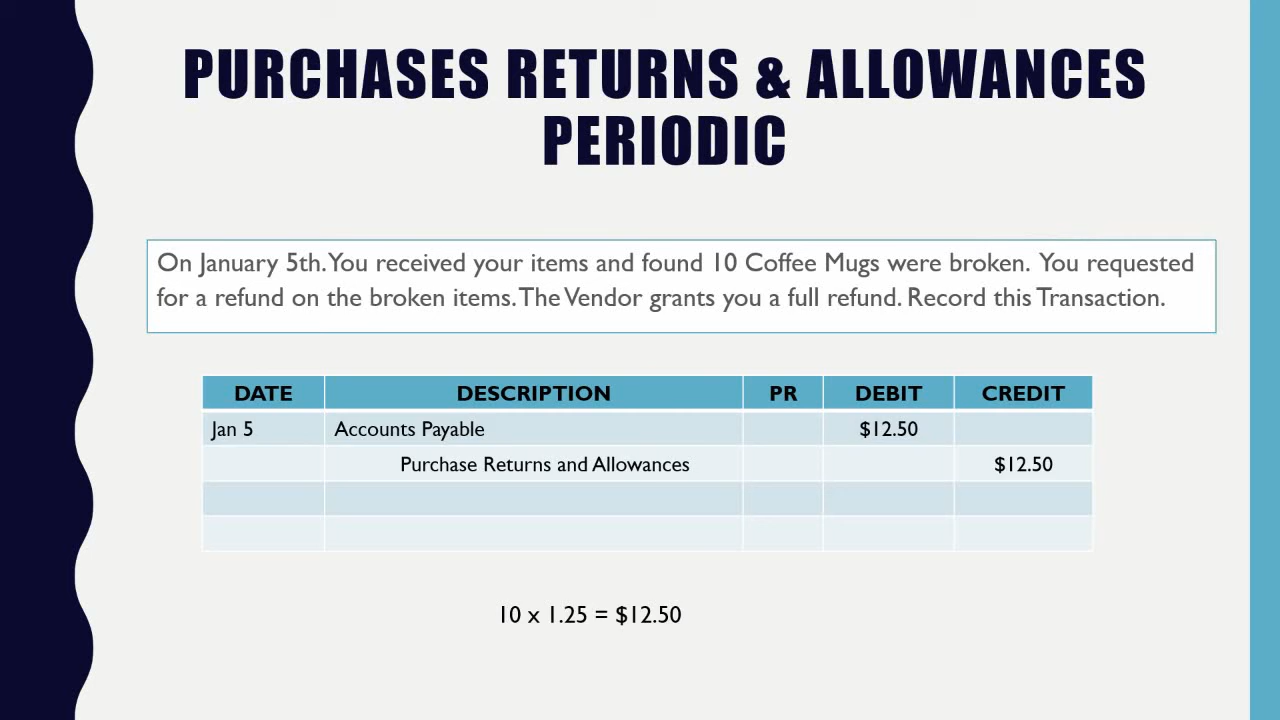 PURCHASES RETURNS & ALLOWANCES
PERIODIC
On January 5th. You received your items and found 10 Coffee Mugs were broken. You requested
for a refund on the broken items. The Vendor grants you a full refund. Record this Transaction.
DATE DESCRIPTION PR DEBIT CREDIT
Jan 5 Accounts Payable $12.50
Purchase Returns and Allowances $12.50
10 x 1.25 = $12.50